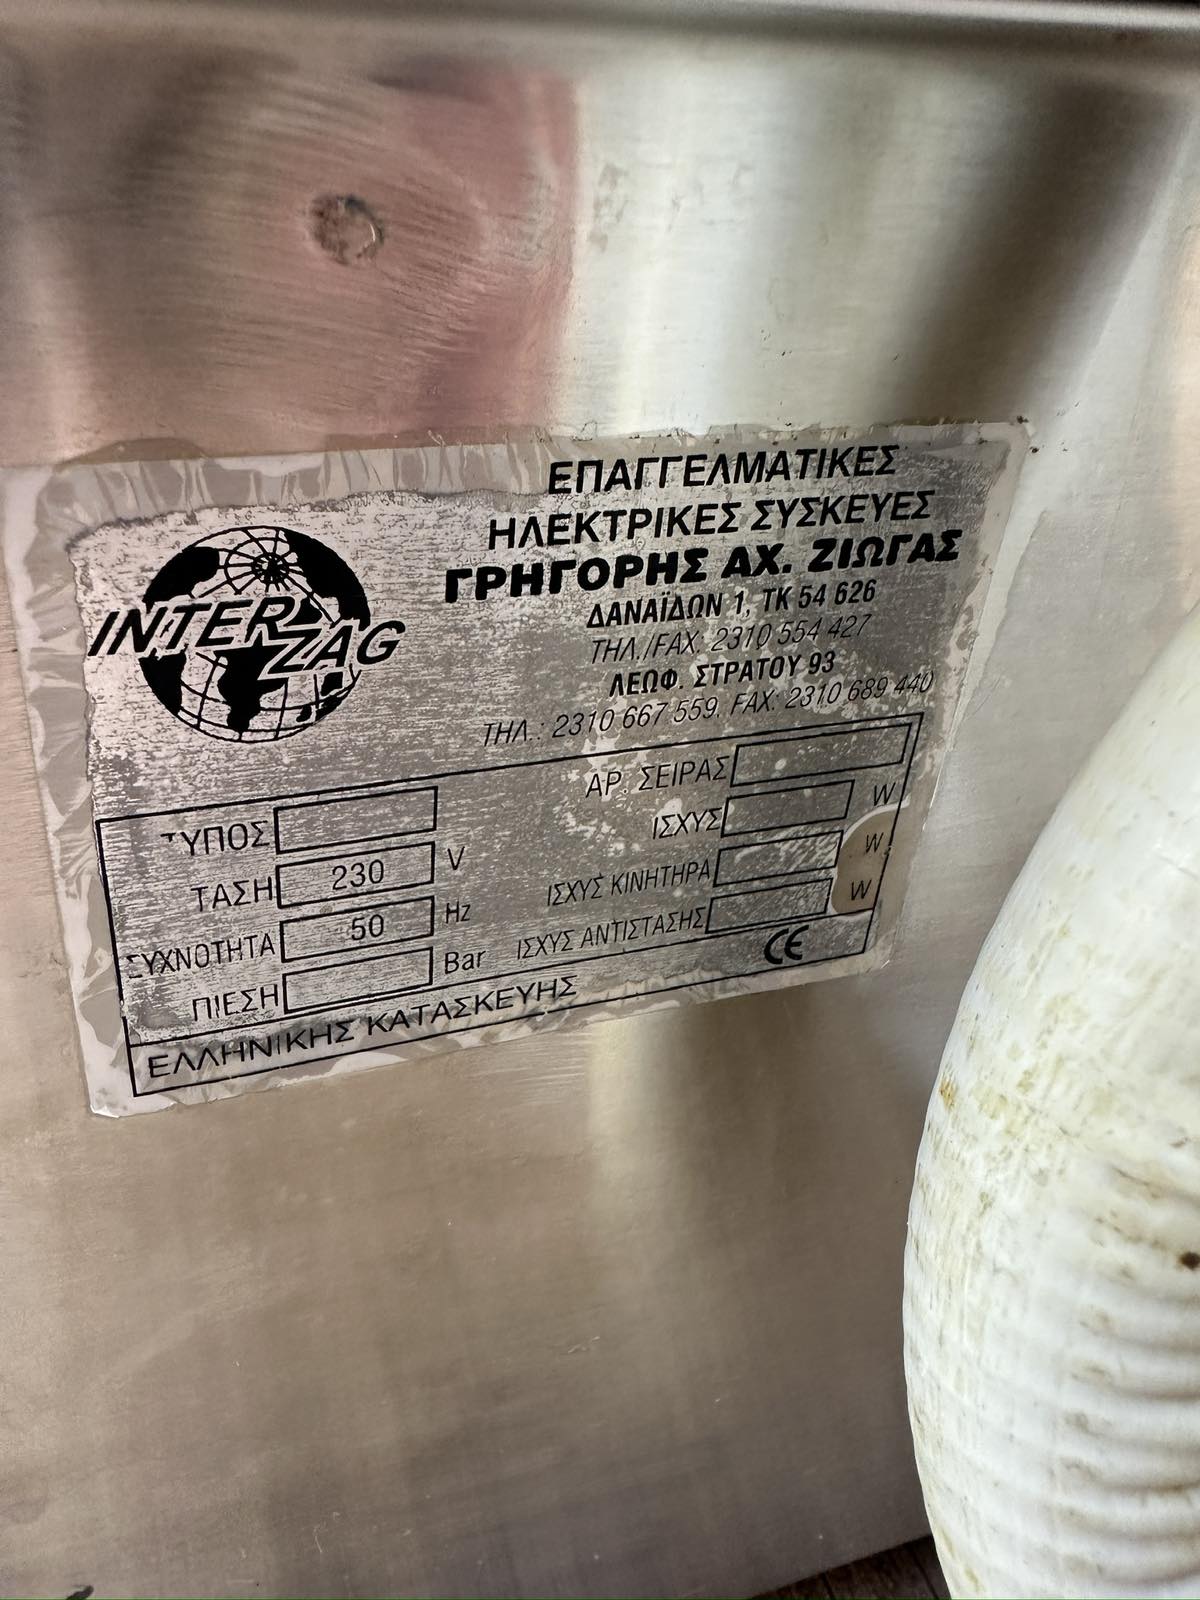 INTER ZAG
ΕΠΑΓΓΕΛΜΑΤΙΚΕΣ
ΗΛΕΚΤΡΙΚΕΣ ΣΥΣΚΕΥΕΣ
ΓΡΗΓΟΡΗΣ ΑΧ. ΖΙΩΓΑΣ
ΔΑΝΑΪΔΩΝ 1, ΤΚ 54 626
ΤΗΛ./FAX: 2310 554 427
ΛΕΩΦ. ΣΤΡΑΤΟΥ 93
ΤΗΛ.: 2310 667 559, FAX: 2310 689 440
ΤΥΠΟΣ
ΤΑΣΗ 230 V
ΣΥΧΝΟΤΗΤΑ 50 Hz
ΠΙΕΣΗ Bar
ΑΡ. ΣΕΙΡΑΣ
ΙΣΧΥΣ W
ΙΣΧΥΣ ΚΙΝΗΤΗΡΑ W
ΙΣΧΥΣ ΑΝΤΙΣΤΑΣΗΣ W
CE
ΕΛΛΗΝΙΚΗΣ ΚΑΤΑΣΚΕΥΗΣ